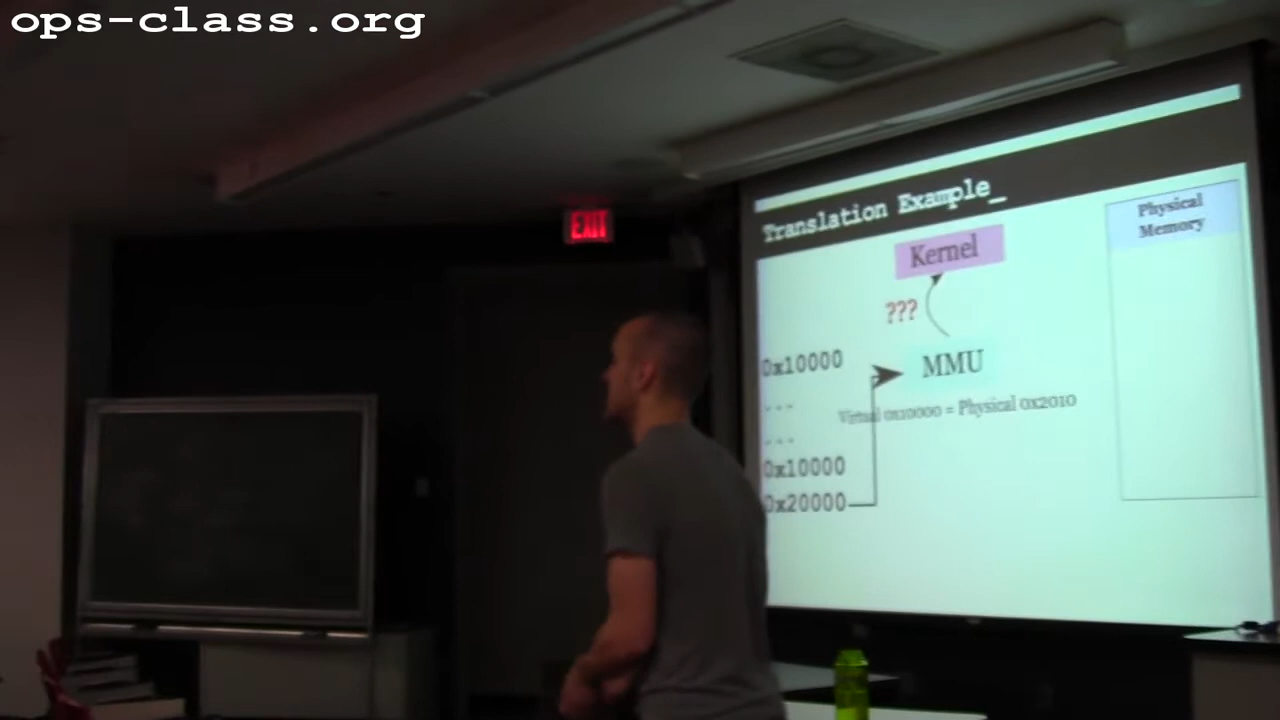 ops-class.org
EXIT
Translation Example_
Physical
Memory
Kernel
???
0x10000
MMU
Virtual 0x10000 = Physical 0x2010
...
...
0x10000
0x20000